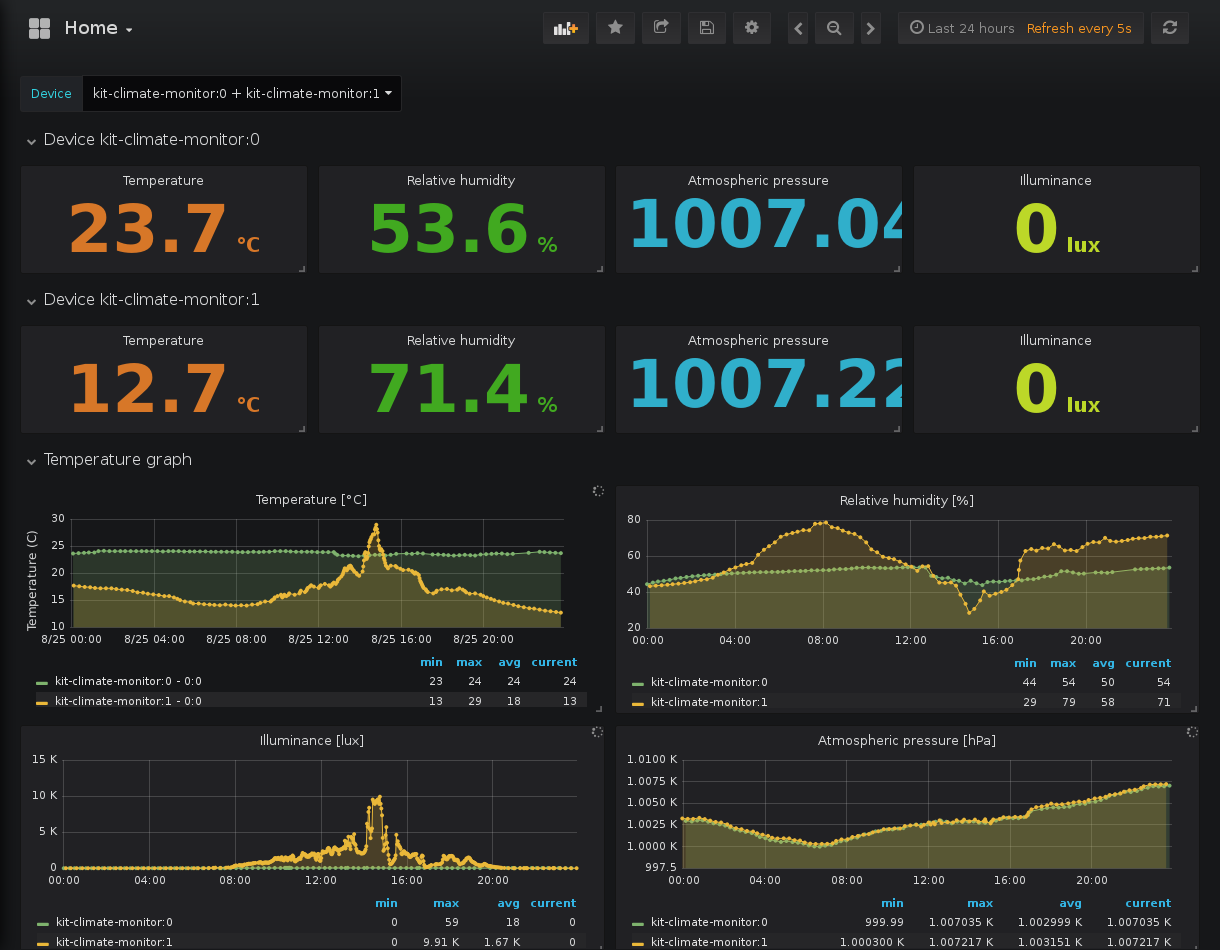 Home
Last 24 hours Refresh every 5s
Device kit-climate-monitor:0 + kit-climate-monitor:1
Device kit-climate-monitor:0
Temperature Relative humidity Atmospheric pressure Illuminance
23.7 °C 53.6 % 1007.04 0 lux
Device kit-climate-monitor:1
Temperature Relative humidity Atmospheric pressure Illuminance
12.7 °C 71.4 % 1007.22 0 lux
Temperature graph
Temperature [°C]
Temperature (C)
30
25
20
15
10
8/25 00:00 8/25 04:00 8/25 08:00 8/25 12:00 8/25 16:00 8/25 20:00
min max avg current
kit-climate-monitor:0 - 0:0 23 24 24 24
kit-climate-monitor:1 - 0:0 13 29 18 13
Relative humidity [%]
80
60
40
20
00:00 04:00 08:00 12:00 16:00 20:00
min max avg current
kit-climate-monitor:0 44 54 50 54
kit-climate-monitor:1 29 79 58 71
Illuminance [lux]
15 K
10 K
5 K
0
00:00 04:00 08:00 12:00 16:00 20:00
min max avg current
kit-climate-monitor:0 0 59 18 0
kit-climate-monitor:1 0 9.91 K 1.67 K 0
Atmospheric pressure [hPa]
1.0100 K
1.0075 K
1.0050 K
1.0025 K
1.0000 K
997.5
00:00 04:00 08:00 12:00 16:00 20:00
min max avg current
kit-climate-monitor:0 999.99 1.007035 K 1.002999 K 1.007035 K
kit-climate-monitor:1 1.000300 K 1.007217 K 1.003151 K 1.007217 K